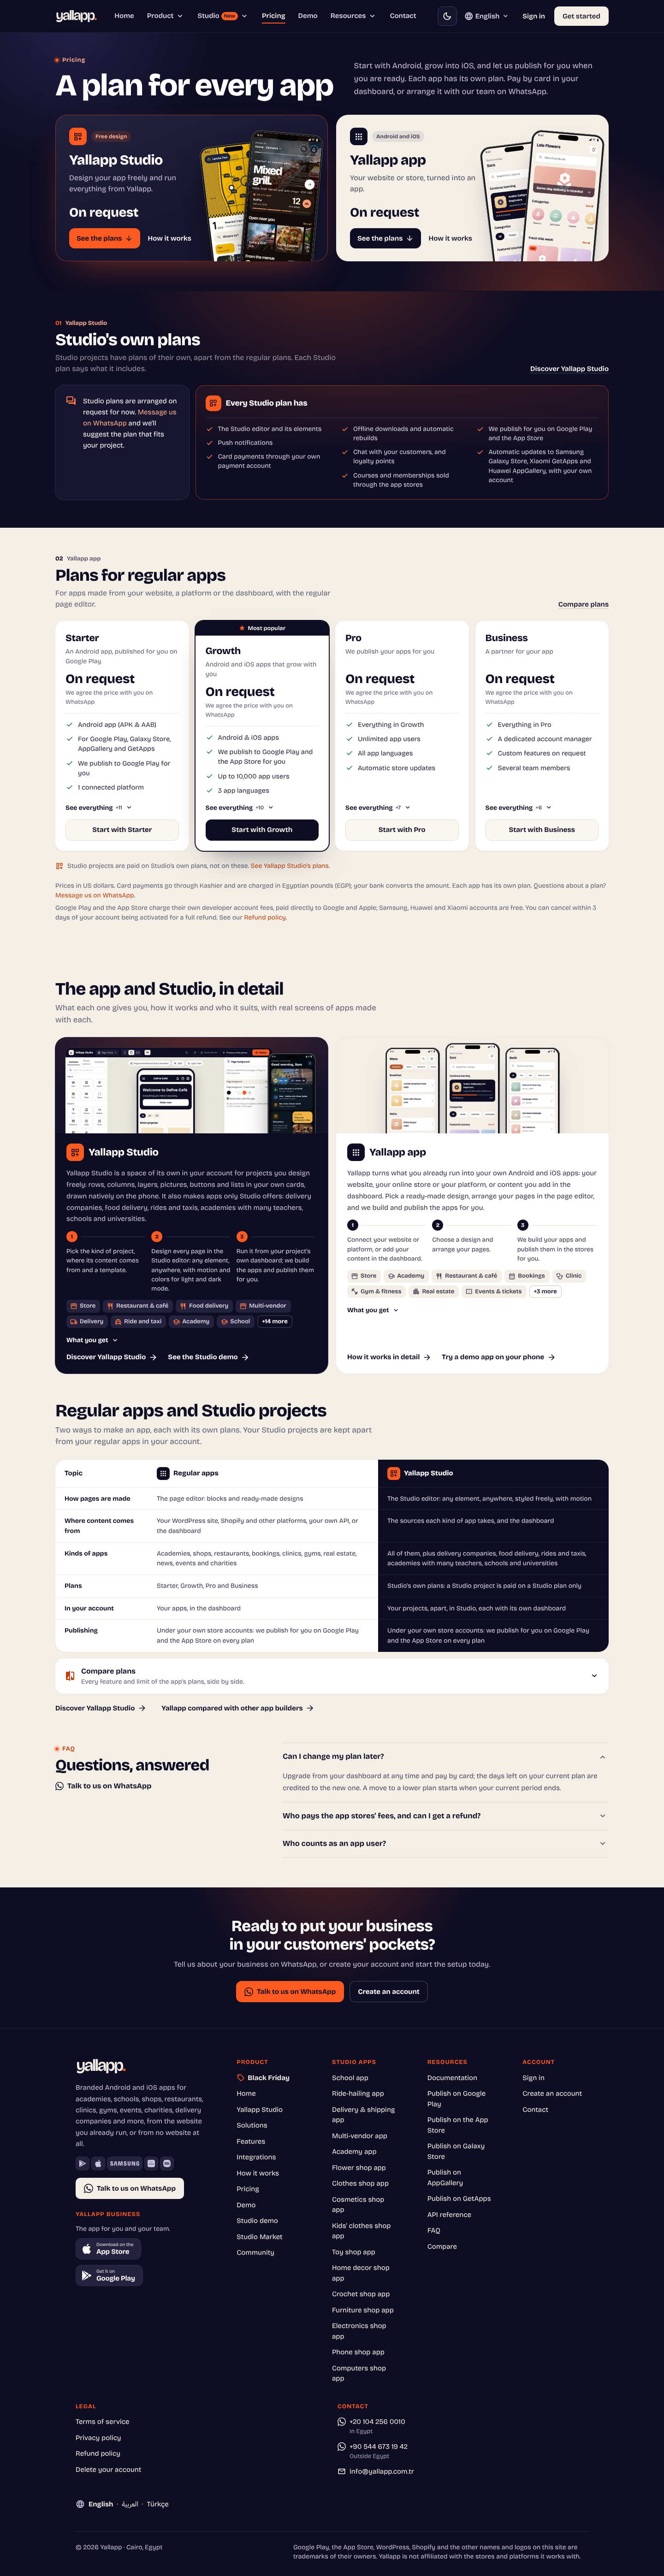 yallapp.
Home
Product
Studio New
Pricing
Demo
Resources
Contact
English
Sign in
Get started
Pricing
A plan for every app
Start with Android, grow into iOS, and let us publish for you when
you are ready. Each app has its own plan. Pay by card in your
dashboard, or arrange it with our team on WhatsApp.
Free design
Yallapp Studio
Design your app freely and run
everything from Yallapp.
On request
See the plans
How it works
Mixed
grill.
Android and iOS
Yallapp app
Your website or store, turned into an
app.
On request
See the plans
How it works
01 Yallapp Studio
Studio's own plans
Studio projects have plans of their own, apart from the regular plans. Each Studio
plan says what it includes.
Discover Yallapp Studio
Studio plans are arranged on
request for now. Message us
on WhatsApp and we'll
suggest the plan that fits
your project.
Every Studio plan has
The Studio editor and its elements
Push notifications
Card payments through your own
payment account
Offline downloads and automatic
rebuilds
Chat with your customers, and
loyalty points
Courses and memberships sold
through the app stores
We publish for you on Google Play
and the App Store
Automatic updates to Samsung
Galaxy Store, Xiaomi GetApps and
Huawei AppGallery, with your own
account
02 Yallapp app
Plans for regular apps
For apps made from your website, a platform or the dashboard, with the regular
page editor.
Compare plans
Starter
An Android app, published for you on
Google Play
On request
We agree the price with you on
WhatsApp
Android app (APK & AAB)
For Google Play, Galaxy Store,
AppGallery and GetApps
We publish to Google Play for
you
1 connected platform
See everything +11
Start with Starter
Most popular
Growth
Android and iOS apps that grow with
you
On request
We agree the price with you on
WhatsApp
Android & iOS apps
We publish to Google Play and
the App Store for you
Up to 10,000 app users
3 app languages
See everything +10
Start with Growth
Pro
We publish your apps for you
On request
We agree the price with you on
WhatsApp
Everything in Growth
Unlimited app users
All app languages
Automatic store updates
See everything +7
Start with Pro
Business
A partner for your app
On request
We agree the price with you on
WhatsApp
Everything in Pro
A dedicated account manager
Custom features on request
Several team members
See everything +6
Start with Business
Studio projects are paid on Studio's own plans, not on these. See Yallapp Studio's plans.
Prices in US dollars. Card payments go through Kashier and are charged in Egyptian pounds (EGP); your bank converts the amount. Each app has its own plan. Questions about a plan?
Message us on WhatsApp.
Google Play and the App Store charge their own developer account fees, paid directly to Google and Apple; Samsung, Huawei and Xiaomi accounts are free. You can cancel within 3
days of your account being activated for a full refund. See our Refund policy.
The app and Studio, in detail
What each one gives you, how it works and who it suits, with real screens of apps made
with each.
Yallapp Studio
Yallapp Studio is a space of its own in your account for projects you design
freely: rows, columns, layers, pictures, buttons and lists in your own cards,
drawn natively on the phone. It also makes apps only Studio offers: delivery
companies, food delivery, rides and taxis, academies with many teachers,
schools and universities.
1
2
3
Pick the kind of project,
where its content comes
from and a template.
Design every page in the
Studio editor: any element,
anywhere, with motion and
colors for light and dark
mode.
Run it from your project's
own dashboard; we build
the apps and publish them
for you.
Store
Restaurant & café
Food delivery
Multi-vendor
Delivery
Ride and taxi
Academy
School
+14 more
What you get
Discover Yallapp Studio
See the Studio demo
Yallapp app
Yallapp turns what you already run into your own Android and iOS apps: your
website, your online store or your platform, or content you add in the
dashboard. Pick a ready-made design, arrange your pages in the page editor,
and we build and publish the apps for you.
1
2
3
Connect your website or
platform, or add your
content in the dashboard.
Choose a design and
arrange your pages.
We build your apps and
publish them in the stores
for you.
Store
Academy
Restaurant & café
Bookings
Clinic
Gym & fitness
Real estate
Events & tickets
+3 more
What you get
How it works in detail
Try a demo app on your phone
Regular apps and Studio projects
Two ways to make an app, each with its own plans. Your Studio projects are kept apart
from your regular apps in your account.
Topic
Regular apps
Yallapp Studio
How pages are made
The page editor: blocks and ready-made designs
The Studio editor: any element, anywhere, styled freely, with motion
Where content comes
from
Your WordPress site, Shopify and other platforms, your own API, or
the dashboard
The sources each kind of app takes, and the dashboard
Kinds of apps
Academies, shops, restaurants, bookings, clinics, gyms, real estate,
news, events and charities
All of them, plus delivery companies, food delivery, rides and taxis,
academies with many teachers, schools and universities
Plans
Starter, Growth, Pro and Business
Studio's own plans: a Studio project is paid on a Studio plan only
In your account
Your apps, in the dashboard
Your projects, apart, in Studio, each with its own dashboard
Publishing
Under your own store accounts: we publish for you on Google Play
and the App Store on every plan
Under your own store accounts: we publish for you on Google Play
and the App Store on every plan
Compare plans
Every feature and limit of the app's plans, side by side.
Discover Yallapp Studio
Yallapp compared with other app builders
FAQ
Questions, answered
Talk to us on WhatsApp
Can I change my plan later?
Upgrade from your dashboard at any time and pay by card; the days left on your current plan are
credited to the new one. A move to a lower plan starts when your current period ends.
Who pays the app stores' fees, and can I get a refund?
Who counts as an app user?
Ready to put your business
in your customers' pockets?
Tell us about your business on WhatsApp, or create your account and start the setup today.
Talk to us on WhatsApp
Create an account
yallapp.
Branded Android and iOS apps for
academies, schools, shops, restaurants,
clinics, gyms, events, charities, delivery
companies and more, from the website
you already run, or from no website at
all.
SAMSUNG
Talk to us on WhatsApp
YALLAPP BUSINESS
The app for you and your team.
Download on the
App Store
Get it on
Google Play
PRODUCT
Black Friday
Home
Yallapp Studio
Solutions
Features
Integrations
How it works
Pricing
Demo
Studio demo
Studio Market
Community
STUDIO APPS
School app
Ride-hailing app
Delivery & shipping
app
Multi-vendor app
Academy app
Flower shop app
Clothes shop app
Cosmetics shop
app
Kids' clothes shop
app
Toy shop app
Home decor shop
app
Crochet shop app
Furniture shop app
Electronics shop
app
Phone shop app
Computers shop
app
RESOURCES
Documentation
Publish on Google
Play
Publish on the App
Store
Publish on Galaxy
Store
Publish on
AppGallery
Publish on GetApps
API reference
FAQ
Compare
ACCOUNT
Sign in
Create an account
Contact
LEGAL
Terms of service
Privacy policy
Refund policy
Delete your account
CONTACT
+20 104 256 0010
In Egypt
+90 544 673 19 42
Outside Egypt
info@yallapp.com.tr
English · العربية · Türkçe
© 2026 Yallapp · Cairo, Egypt
Google Play, the App Store, WordPress, Shopify and the other names and logos on this site are
trademarks of their owners. Yallapp is not affiliated with the stores and platforms it works with.